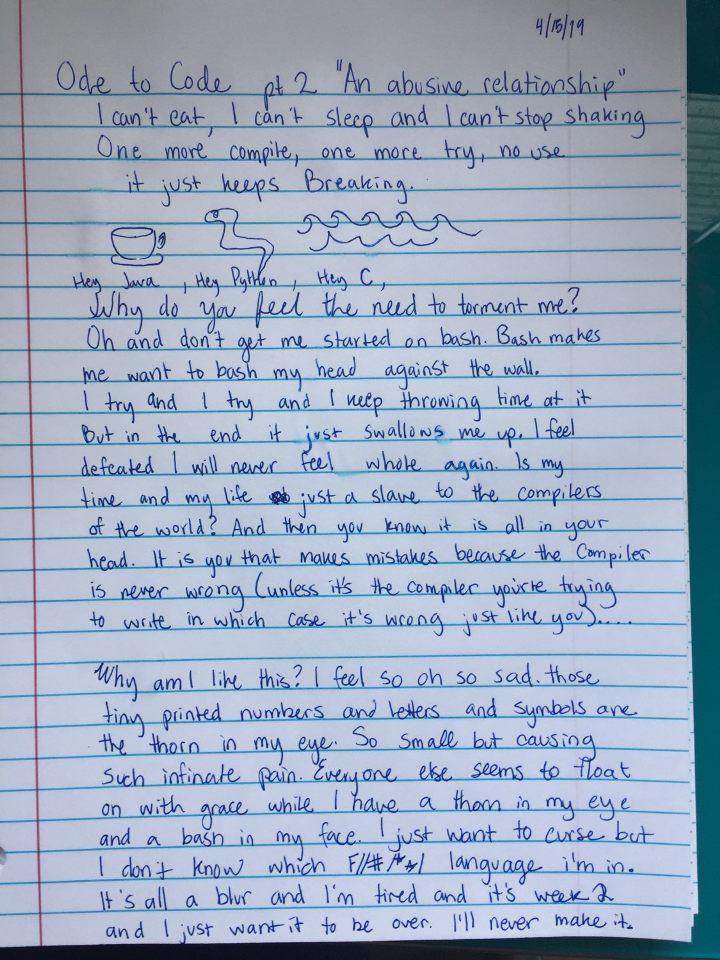 4/15/19
Ode to Code pt 2 "An abusive relationship"
I can't eat, I can't sleep and I can't stop shaking
One more compile, one more try, no use
it just keeps Breaking.
Hey Java, Hey Python, Hey C,
Why do you feel the need to torment me?
Oh and don't get me started on bash. Bash makes
me want to bash my head against the wall.
I try and I try and I keep throwing time at it
But in the end it just swallows me up. I feel
defeated I will never feel whole again. Is my
time and my life just a slave to the compilers
of the world? And then you know it is all in your
head. It is you that makes mistakes because the Compiler
is never wrong (unless it's the compiler you're trying
to write in which case it's wrong just like you)....
Why am I like this? I feel so oh so sad. those
tiny printed numbers and letters and symbols are
the thorn in my eye. So small but causing
such infinate pain. Everyone else seems to float
on with grace while I have a thorn in my eye
and a bash in my face. I just want to curse but
I don't know which F//#/**/ language i'm in.
It's all a blur and I'm tired and it's week 2
and I just want it to be over. I'll never make it.